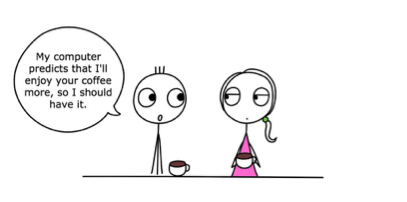 My computer
predicts that I'll
enjoy your coffee
more, so I should
have it.